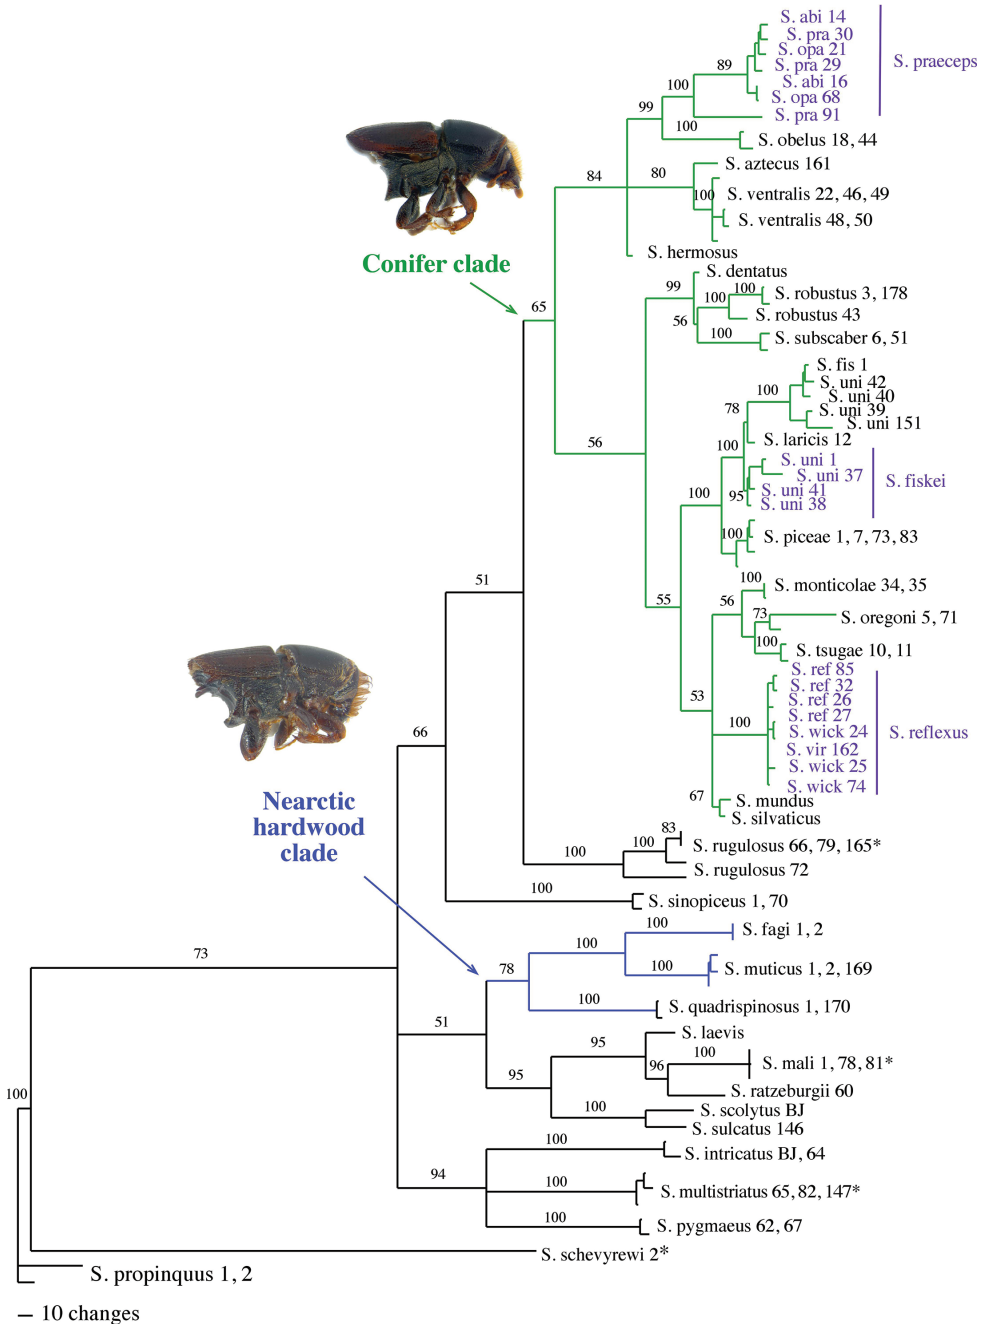 S. abi 14
S. pra 30
S. opa 21
S. pra 29
S. abi 16
S. opa 68
S. pra 91
S. praeceps
89
100
99
100
S. obelus 18, 44
S. aztecus 161
84
80
100
S. ventralis 22, 46, 49
S. ventralis 48, 50
S. hermosus
Conifer clade
65
S. dentatus
99
100
100
S. robustus 3, 178
S. robustus 43
56
100
S. subscaber 6, 51
S. fis 1
S. uni 42
S. uni 40
S. uni 39
S. uni 151
100
78
S. laricis 12
56
100
S. uni 1
S. uni 37
S. uni 41
S. uni 38
S. fiskei
95
100
100
S. piceae 1, 7, 73, 83
51
55
100
S. monticolae 34, 35
56
73
S. oregoni 5, 71
100
S. tsugae 10, 11
S. ref 85
S. ref 32
S. ref 26
S. ref 27
S. wick 24
S. vir 162
S. wick 25
S. wick 74
S. reflexus
53
100
66
67
S. mundus
S. silvaticus
Nearctic
hardwood
clade
83
100
100
S. rugulosus 66, 79, 165*
S. rugulosus 72
100
S. sinopiceus 1, 70
100
S. fagi 1, 2
100
73
78
100
S. muticus 1, 2, 169
100
S. quadrispinosus 1, 170
51
S. laevis
95
100
96
S. mali 1, 78, 81*
95
S. ratzeburgii 60
100
S. scolytus BJ
S. sulcatus 146
100
100
S. intricatus BJ, 64
94
100
S. multistriatus 65, 82, 147*
100
S. pygmaeus 62, 67
S. schevyrewi 2*
S. propinquus 1, 2
10 changes